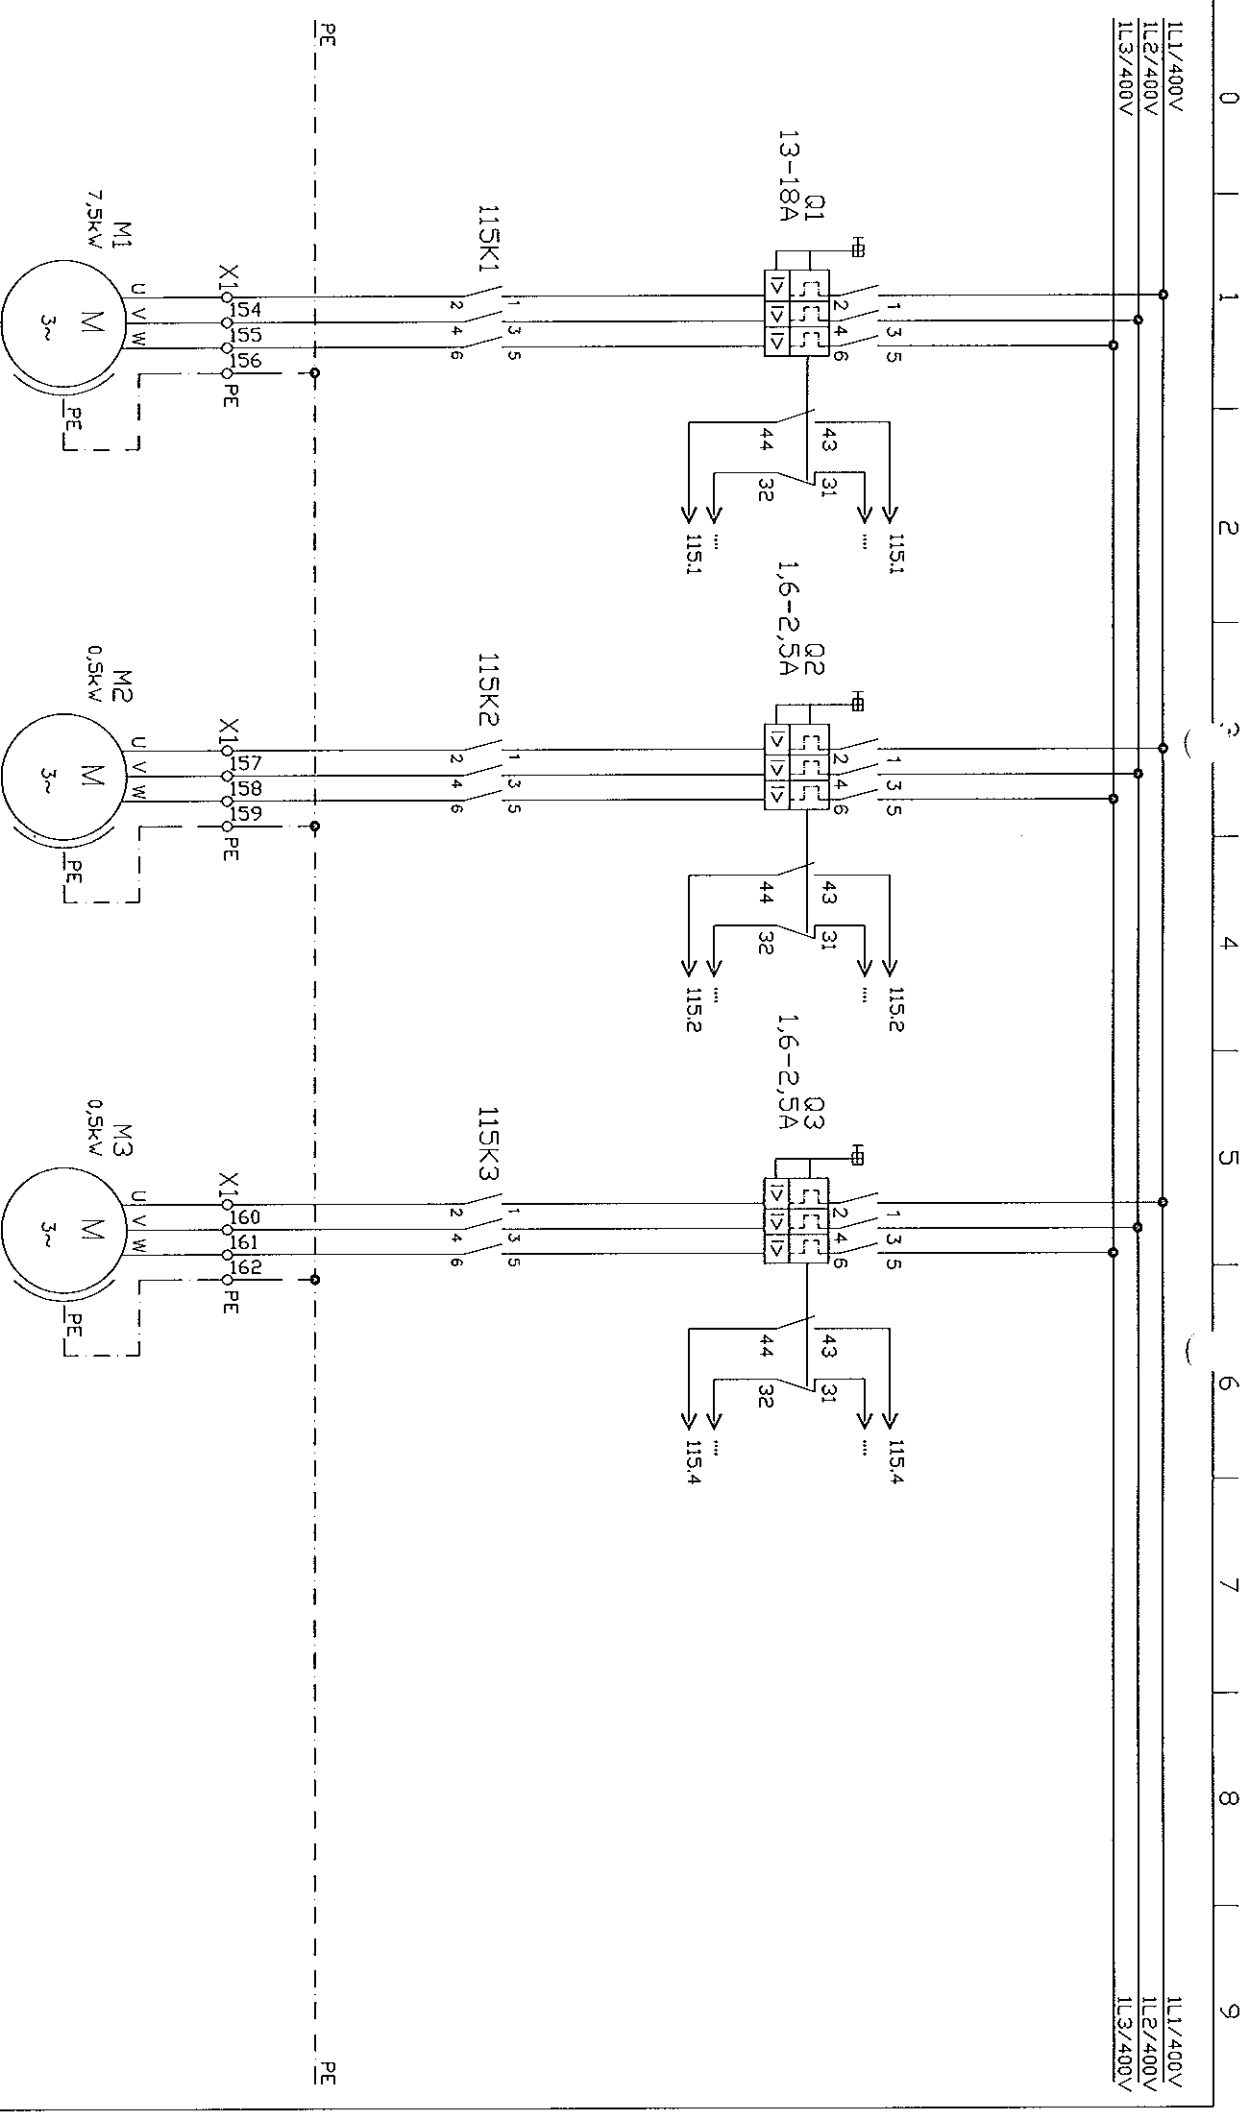 0 1 2 3 4 5 6 7 8 9
1L1/400V 1L1/400V
1L2/400V 1L2/400V
1L3/400V 1L3/400V
1 3 5 1 3 5 1 3 5
Q1 Q2 Q3
13-18A 1,6-2,5A 1,6-2,5A
2 4 6 2 4 6 2 4 6
I> I> I> I> I> I> I> I> I>
43 31 43 31 43 31
44 32 44 32 44 32
.... 115.1 .... 115.2 .... 115.4
.... 115.1 .... 115.2 .... 115.4
115K1 115K2 115K3
1 3 5 1 3 5 1 3 5
2 4 6 2 4 6 2 4 6
PE PE
X1 154 155 156 PE X1 157 158 159 PE X1 160 161 162 PE
U V W U V W U V W
M1 M2 M3
7,5kW 0,5kW 0,5kW
M M M
3~ 3~ 3~
PE PE PE